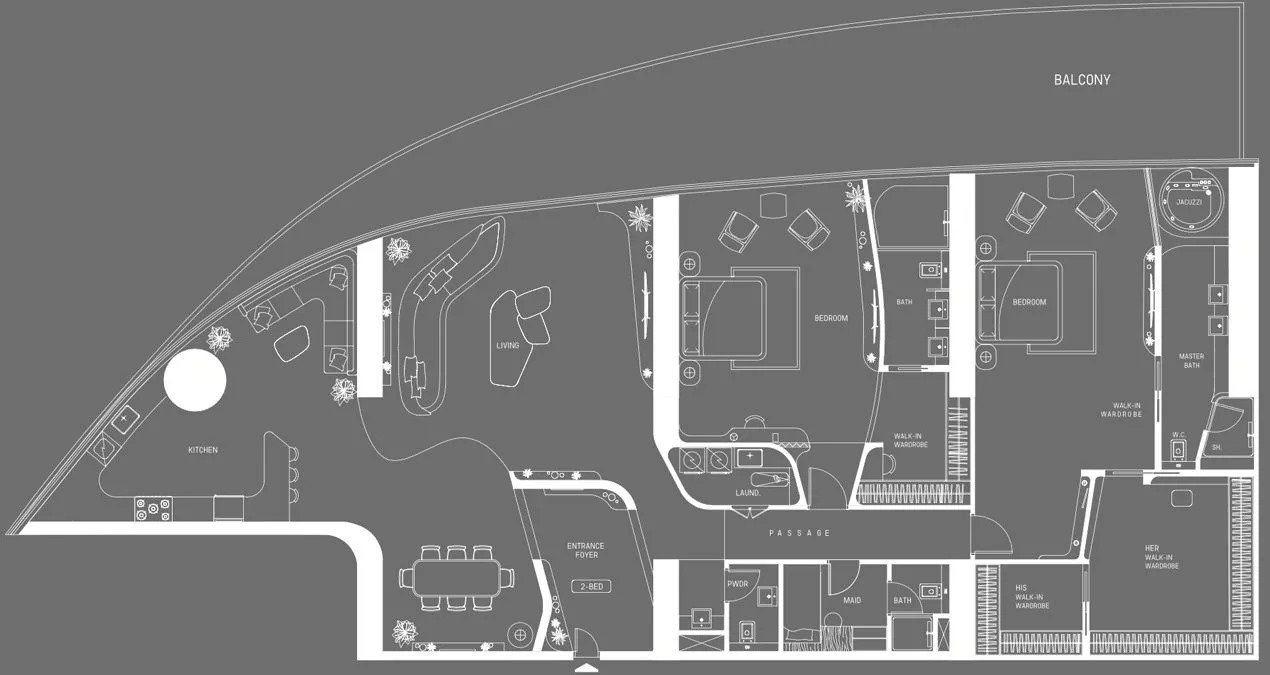 BALCONY
JACUZZI
BEDROOM
BATH
BEDROOM
LIVING
MASTER
BATH
WALK-IN
WARDROBE
KITCHEN
WALK-IN
WARDROBE
W.C.
SH.
LAUND.
PASSAGE
ENTRANCE
FOYER
2-BED
HER
WALK-IN
WARDROBE
PWDR
MAID
BATH
HIS
WALK-IN
WARDROBE